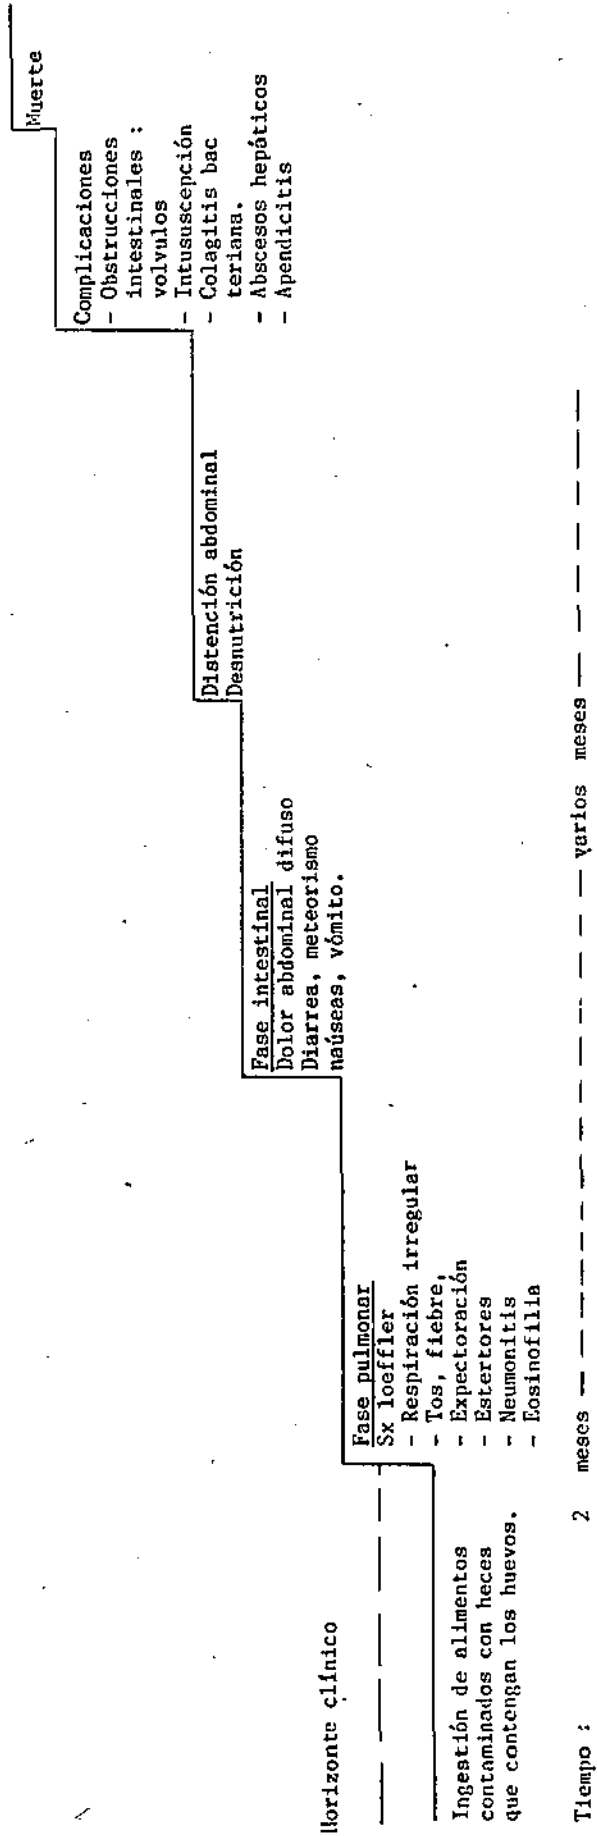 Muerte
Complicaciones
- Obstrucciones
intestinales :
volvulos
- Intususcepción
- Colagitis bac
teriana.
- Abscesos hepáticos
- Apendicitis
Distención abdominal
Desnutrición
Fase intestinal
Dolor abdominal difuso
Diarrea, meteorismo
naúseas, vómito.
Fase pulmonar
Sx loeffler
- Respiración irregular
- Tos, fiebre,
- Expectoración
- Estertores
- Neumonitis
- Eosinofilia
Horizonte clínico
Ingestión de alimentos
contaminados con heces
que contengan los huevos.
Tiempo : 2 meses varios meses